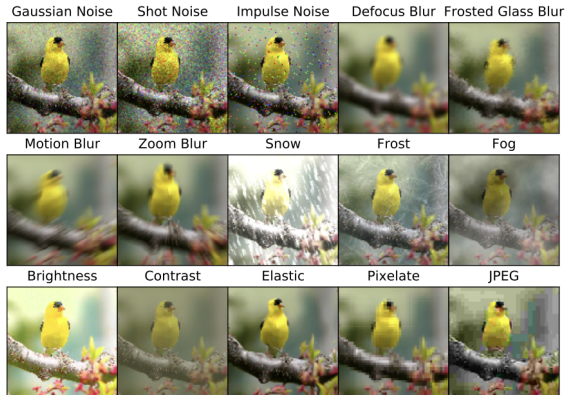 Gaussian Noise Shot Noise Impulse Noise Defocus Blur Frosted Glass Blur
Motion Blur Zoom Blur Snow Frost Fog
Brightness Contrast Elastic Pixelate JPEG